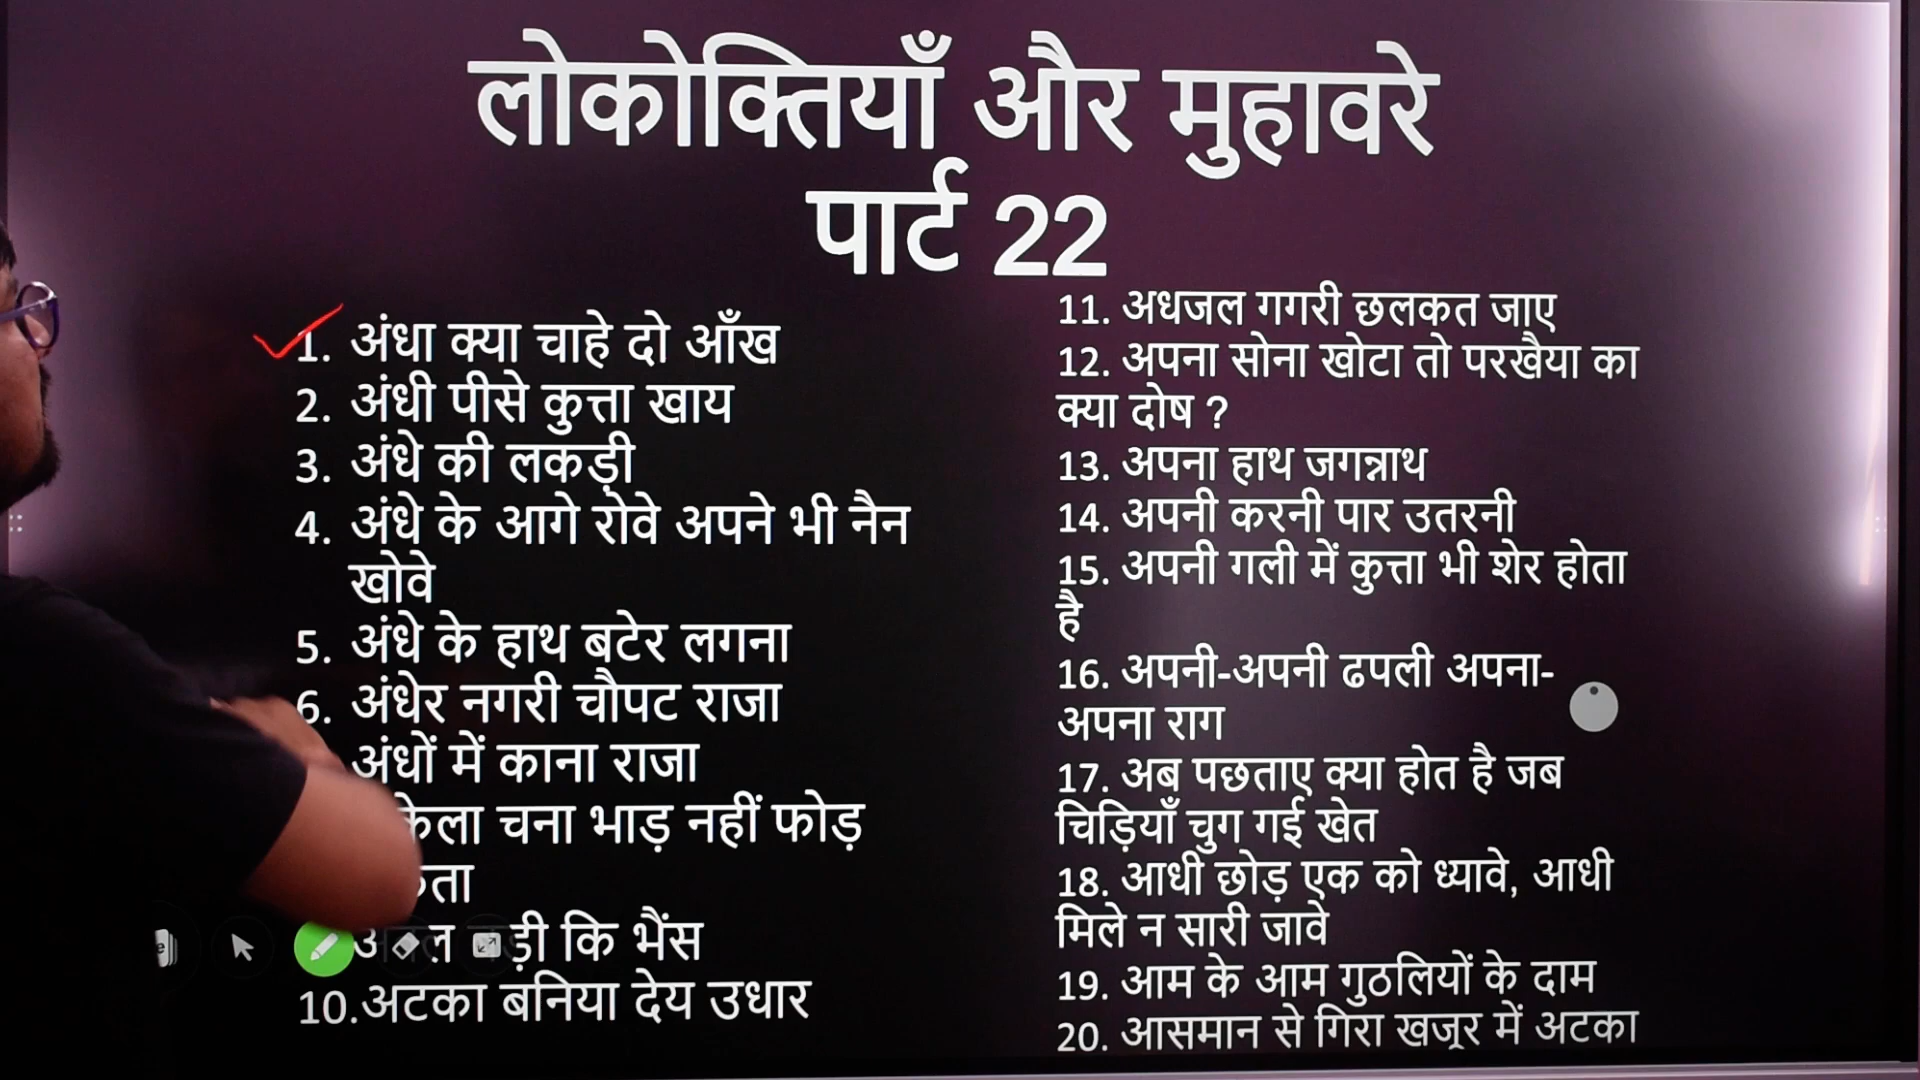 लोकोक्तियाँ और मुहावरे
पार्ट 22
1. अंधा क्या चाहे दो आँख
2. अंधी पीसे कुत्ता खाय
3. अंधे की लकड़ी
4. अंधे के आगे रोवे अपने भी नैन
खोवे
5. अंधे के हाथ बटेर लगना
6. अंधेर नगरी चौपट राजा
अंधों में काना राजा
चना भाड़ नहीं फोड़
कि भैंस
10.अटका बनिया देय उधार
11. अधजल गगरी छलकत जाए
12. अपना सोना खोटा तो परखैया का
क्या दोष ?
13. अपना हाथ जगन्नाथ
14. अपनी करनी पार उतरनी
15. अपनी गली में कुत्ता भी शेर होता
है
16. अपनी-अपनी ढपली अपना-
अपना राग
17. अब पछताए क्या होत है जब
चिड़ियाँ चुग गई खेत
18. आधी छोड़ एक को ध्यावे, आधी
मिले न सारी जावे
19. आम के आम गुठलियों के दाम
20. आसमान से गिरा खजूर में अटका